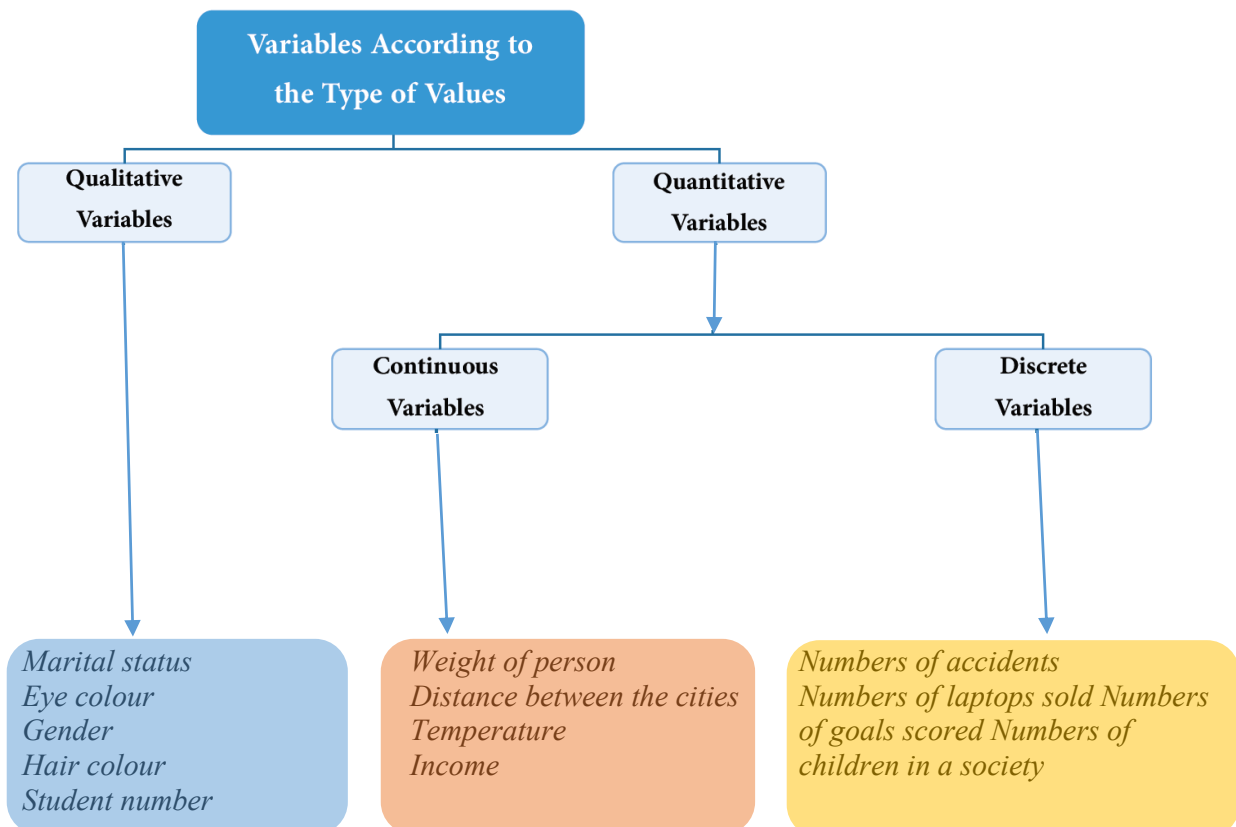 Variables According to
the Type of Values
Qualitative
Variables
Quantitative
Variables
Continuous
Variables
Discrete
Variables
Marital status
Eye colour
Gender
Hair colour
Student number
Weight of person
Distance between the cities
Temperature
Income
Numbers of accidents
Numbers of laptops sold Numbers
of goals scored Numbers of
children in a society